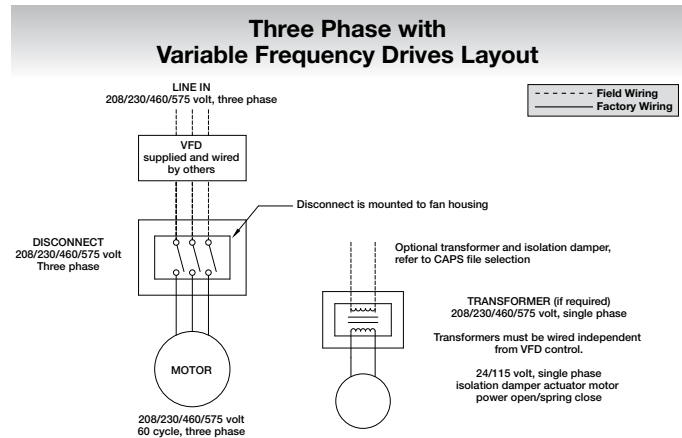 Three Phase with
Variable Frequency Drives Layout
LINE IN
208/230/460/575 volt, three phase
Field Wiring
Factory Wiring
VFD
supplied and wired
by others
Disconnect is mounted to fan housing
DISCONNECT
208/230/460/575 volt
Three phase
Optional transformer and isolation damper,
refer to CAPS file selection
TRANSFORMER (if required)
208/230/460/575 volt, single phase
Transformers must be wired independent
from VFD control.
24/115 volt, single phase
isolation damper actuator motor
power open/spring close
MOTOR
208/230/460/575 volt
60 cycle, three phase